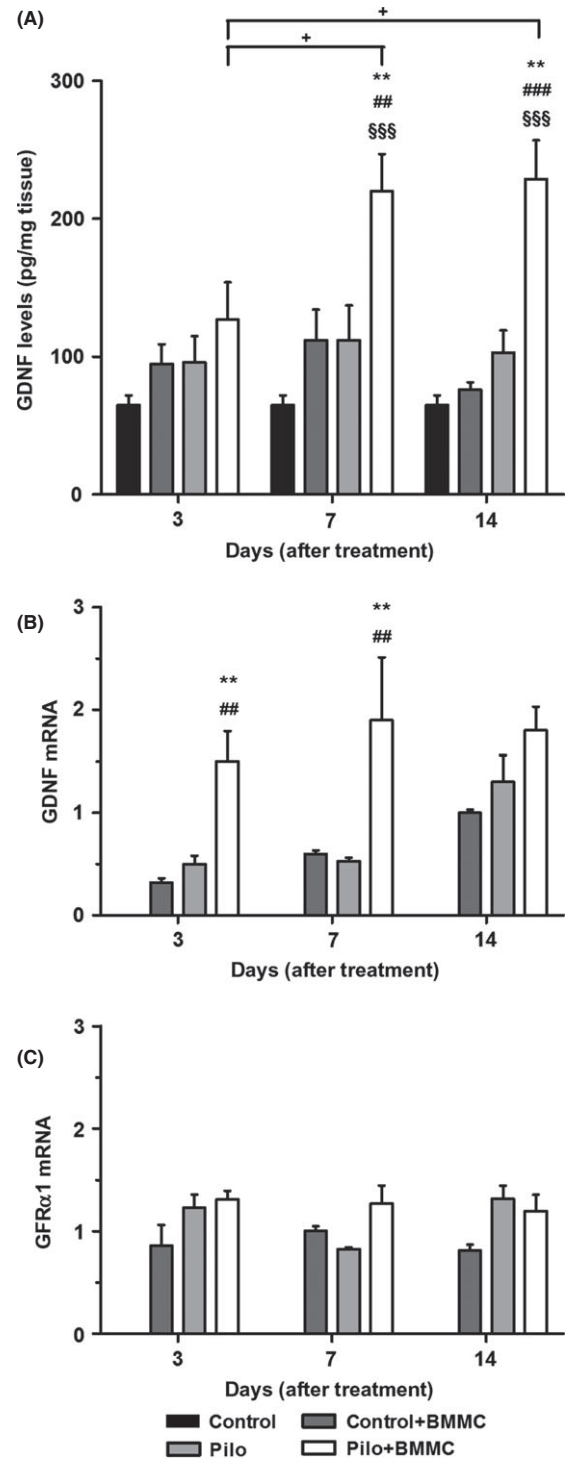 (A)
+
+
**
**
##
###
§§§
§§§
300
200
100
0
GDNF levels (pg/mg tissue)
3 7 14
Days (after treatment)
(B)
**
**
##
##
3
2
1
0
GDNF mRNA
3 7 14
Days (after treatment)
(C)
3
2
1
0
GFRα1 mRNA
3 7 14
Days (after treatment)
Control Control+BMMC
Pilo Pilo+BMMC